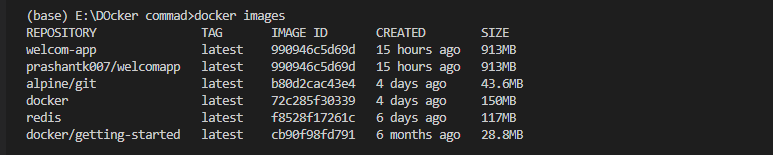 (base) E:\DOcker commad>docker images
REPOSITORY TAG IMAGE ID CREATED SIZE
welcom-app latest 990946c5d69d 15 hours ago 913MB
prashantk007/welcomapp latest 990946c5d69d 15 hours ago 913MB
alpine/git latest b80d2cac43e4 4 days ago 43.6MB
docker latest 72c285f30339 4 days ago 150MB
redis latest f8528f17261c 6 days ago 117MB
docker/getting-started latest cb90f98fd791 6 months ago 28.8MB